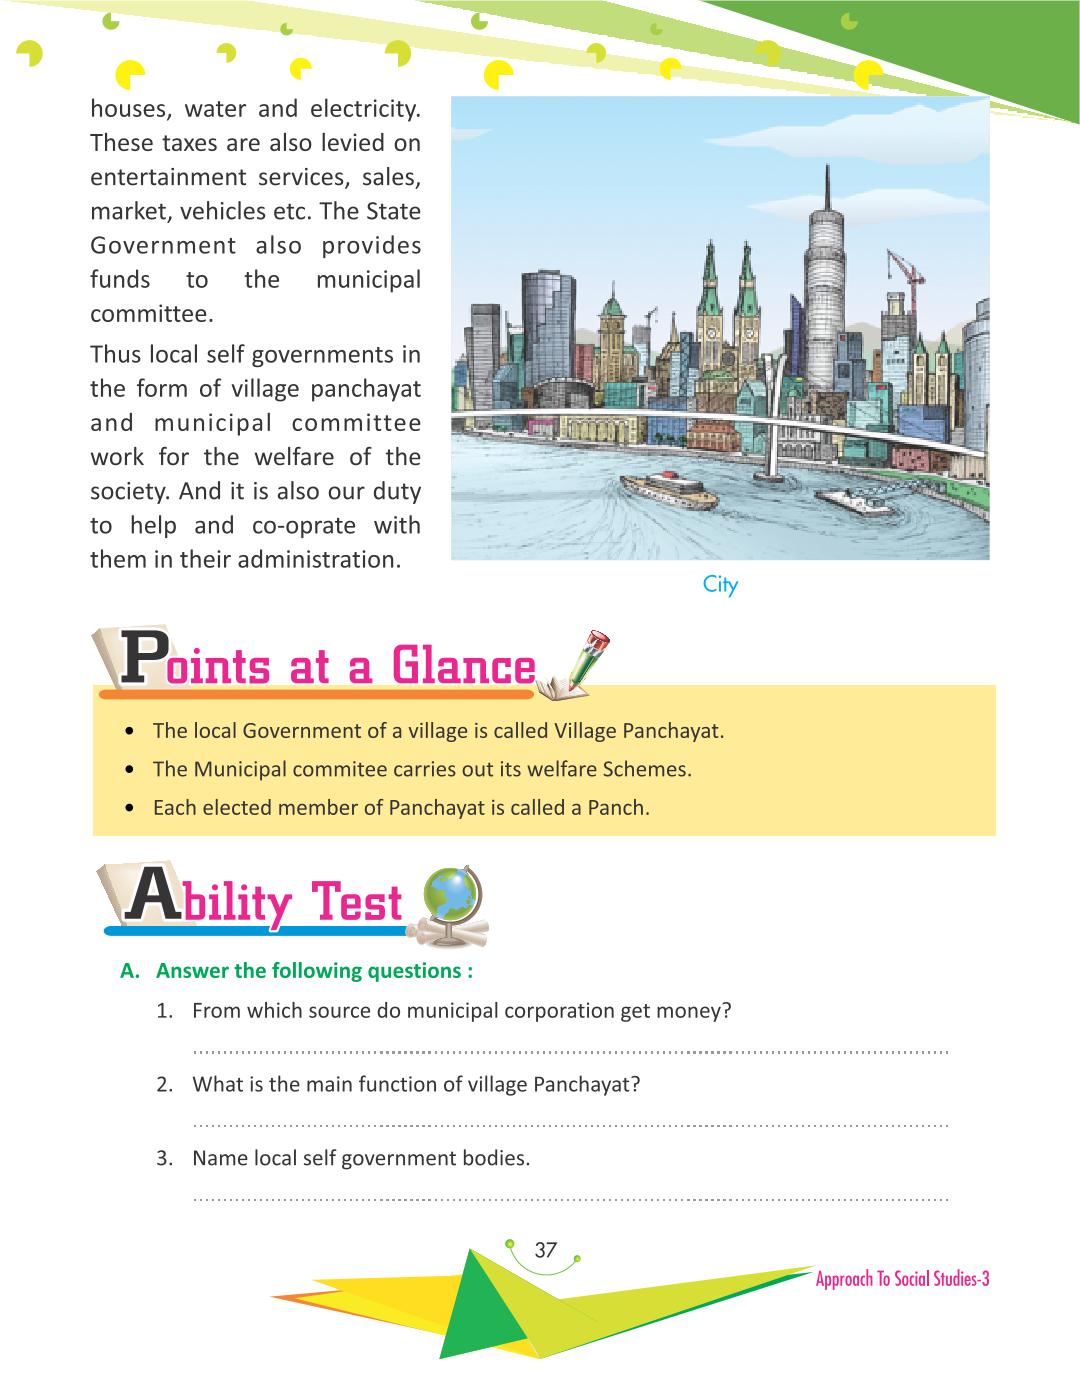 houses, water and electricity.
These taxes are also levied on
entertainment services, sales,
market, vehicles etc. The State
Government also provides
funds to the municipal
committee.
Thus local self governments in
the form of village panchayat
and municipal committee
work for the welfare of the
society. And it is also our duty
to help and co-oprate with
them in their administration.
City
Points at a Glance
• The local Government of a village is called Village Panchayat.
• The Municipal commitee carries out its welfare Schemes.
• Each elected member of Panchayat is called a Panch.
Ability Test
A. Answer the following questions :
1. From which source do municipal corporation get money?
2. What is the main function of village Panchayat?
3. Name local self government bodies.
37
Approach To Social Studies-3